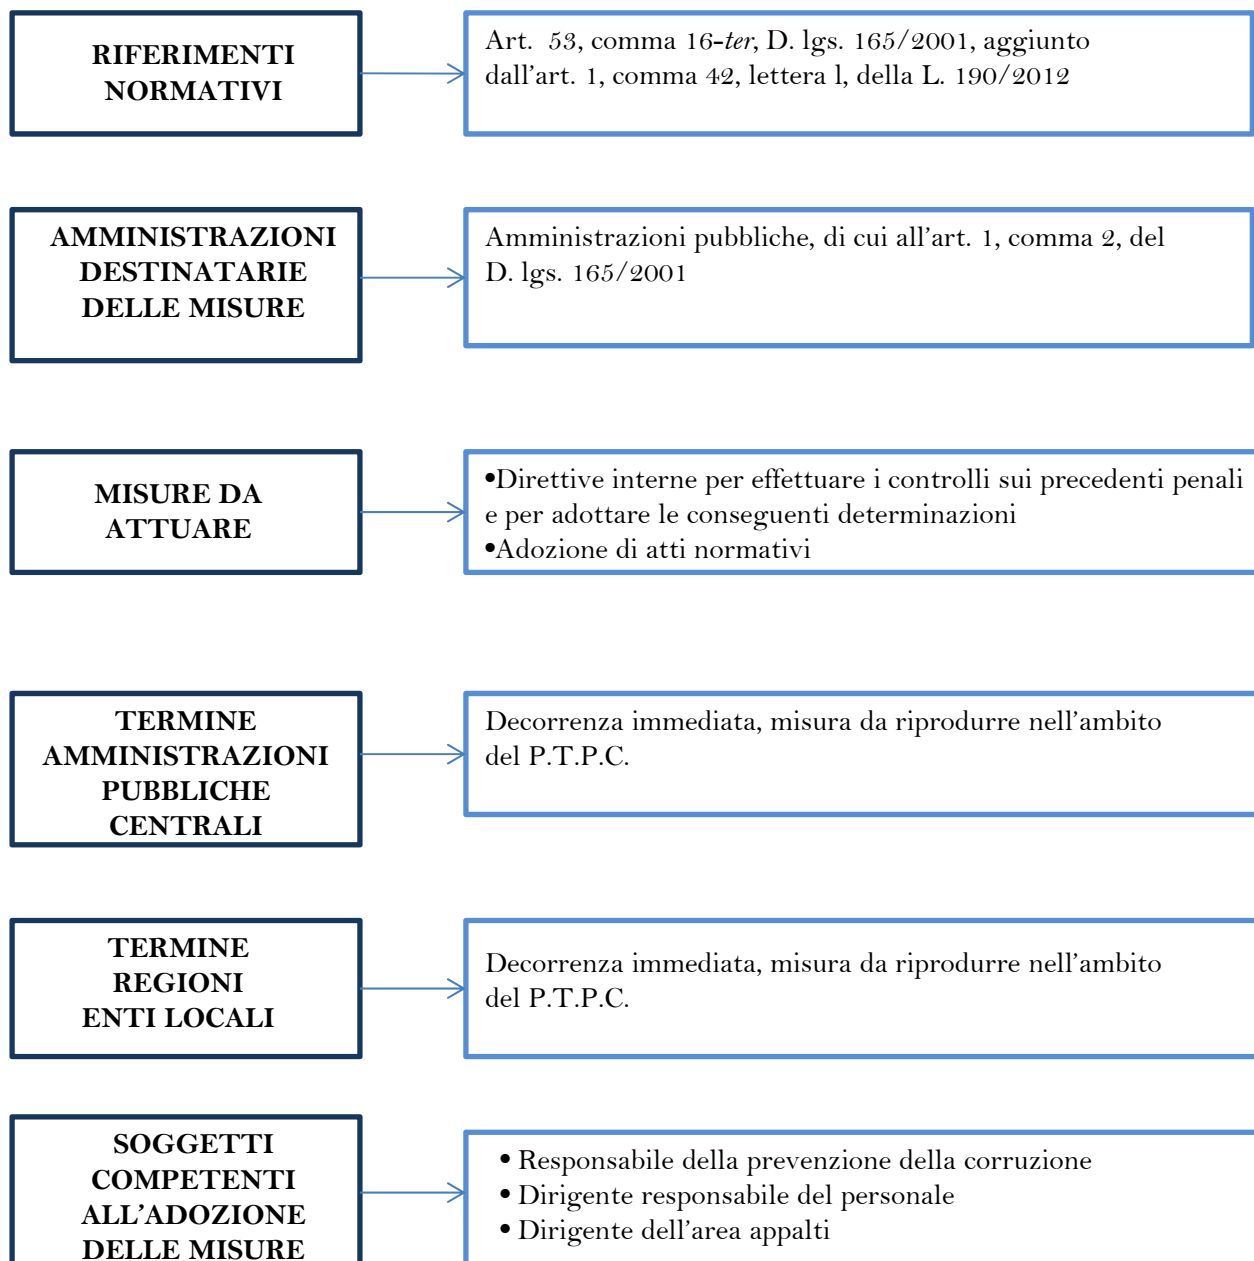 RIFERIMENTI
NORMATIVI
Art. 53, comma 16-ter, D. lgs. 165/2001, aggiunto
dall'art. 1, comma 42, lettera l, della L. 190/2012
AMMINISTRAZIONI
DESTINATARIE
DELLE MISURE
Amministrazioni pubbliche, di cui all'art. 1, comma 2, del
D. lgs. 165/2001
MISURE DA
ATTUARE
•Direttive interne per effettuare i controlli sui precedenti penali
e per adottare le conseguenti determinazioni
•Adozione di atti normativi
TERMINE
AMMINISTRAZIONI
PUBBLICHE
CENTRALI
Decorrenza immediata, misura da riprodurre nell'ambito
del P.T.P.C.
TERMINE
REGIONI
ENTI LOCALI
Decorrenza immediata, misura da riprodurre nell'ambito
del P.T.P.C.
SOGGETTI
COMPETENTI
ALL'ADOZIONE
DELLE MISURE
• Responsabile della prevenzione della corruzione
• Dirigente responsabile del personale
• Dirigente dell'area appalti